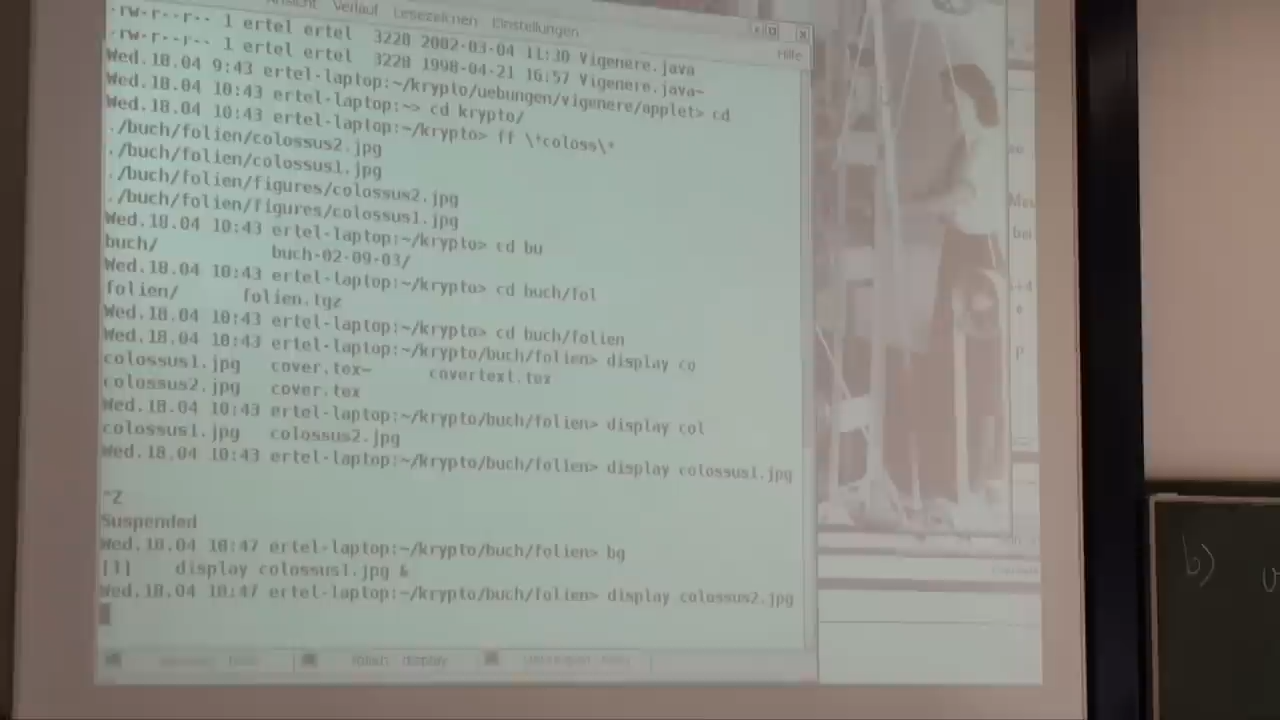 Ansicht Verlauf Lesezeichen Einstellungen
Hilfe
-rw-r--r-- 1 ertel ertel 3220 2002-03-04 11:30 Vigenere.java
-rw-r--r-- 1 ertel ertel 3220 1998-04-21 16:57 Vigenere.java~
Wed.18.04 9:43 ertel-laptop:~/krypto/uebungen/vigenere/applet> cd
Wed.18.04 10:43 ertel-laptop:~> cd krypto/
Wed.18.04 10:43 ertel-laptop:~/krypto> ff \*coloss\*
./buch/folien/colossus2.jpg
./buch/folien/colossus1.jpg
./buch/folien/figures/colossus2.jpg
./buch/folien/figures/colossus1.jpg
Wed.18.04 10:43 ertel-laptop:~/krypto> cd bu
buch/ buch-02-09-03/
Wed.18.04 10:43 ertel-laptop:~/krypto> cd buch/fol
folien/ folien.tgz
Wed.18.04 10:43 ertel-laptop:~/krypto> cd buch/folien
Wed.18.04 10:43 ertel-laptop:~/krypto/buch/folien> display co
colossus1.jpg cover.tex~ covertext.tex
colossus2.jpg cover.tex
Wed.18.04 10:43 ertel-laptop:~/krypto/buch/folien> display col
colossus1.jpg colossus2.jpg
Wed.18.04 10:43 ertel-laptop:~/krypto/buch/folien> display colossus1.jpg
^Z
Suspended
Wed.18.04 10:47 ertel-laptop:~/krypto/buch/folien> bg
[1] display colossus1.jpg &
Wed.18.04 10:47 ertel-laptop:~/krypto/buch/folien> display colossus2.jpg
b)